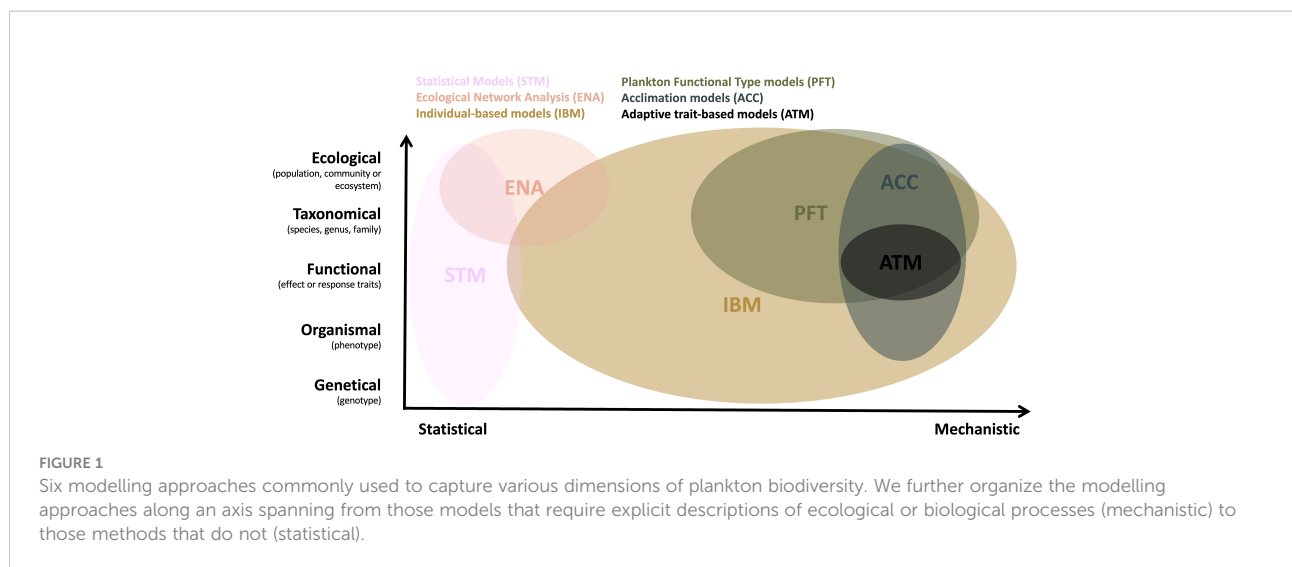 Statistical Models (STM)
Ecological Network Analysis (ENA)
Individual-based models (IBM)
Plankton Functional Type models (PFT)
Acclimation models (ACC)
Adaptive trait-based models (ATM)
Ecological
(population, community or
ecosystem)
Taxonomical
(species, genus, family)
Functional
(effect or response traits)
Organismal
(phenotype)
Genetical
(genotype)
ENA
STM
IBM
PFT
ACC
ATM
Statistical
Mechanistic
FIGURE 1
Six modelling approaches commonly used to capture various dimensions of plankton biodiversity. We further organize the modelling
approaches along an axis spanning from those models that require explicit descriptions of ecological or biological processes (mechanistic) to
those methods that do not (statistical).